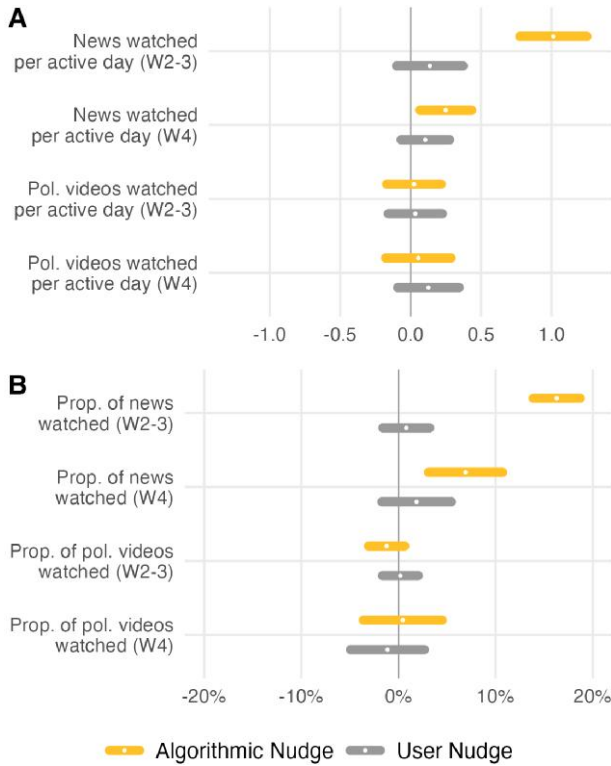 A
News watched
per active day (W2-3)
News watched
per active day (W4)
Pol. videos watched
per active day (W2-3)
Pol. videos watched
per active day (W4)
-1.0 -0.5 0.0 0.5 1.0
B
Prop. of news
watched (W2-3)
Prop. of news
watched (W4)
Prop. of pol. videos
watched (W2-3)
Prop. of pol. videos
watched (W4)
-20% -10% 0% 10% 20%
Algorithmic Nudge User Nudge